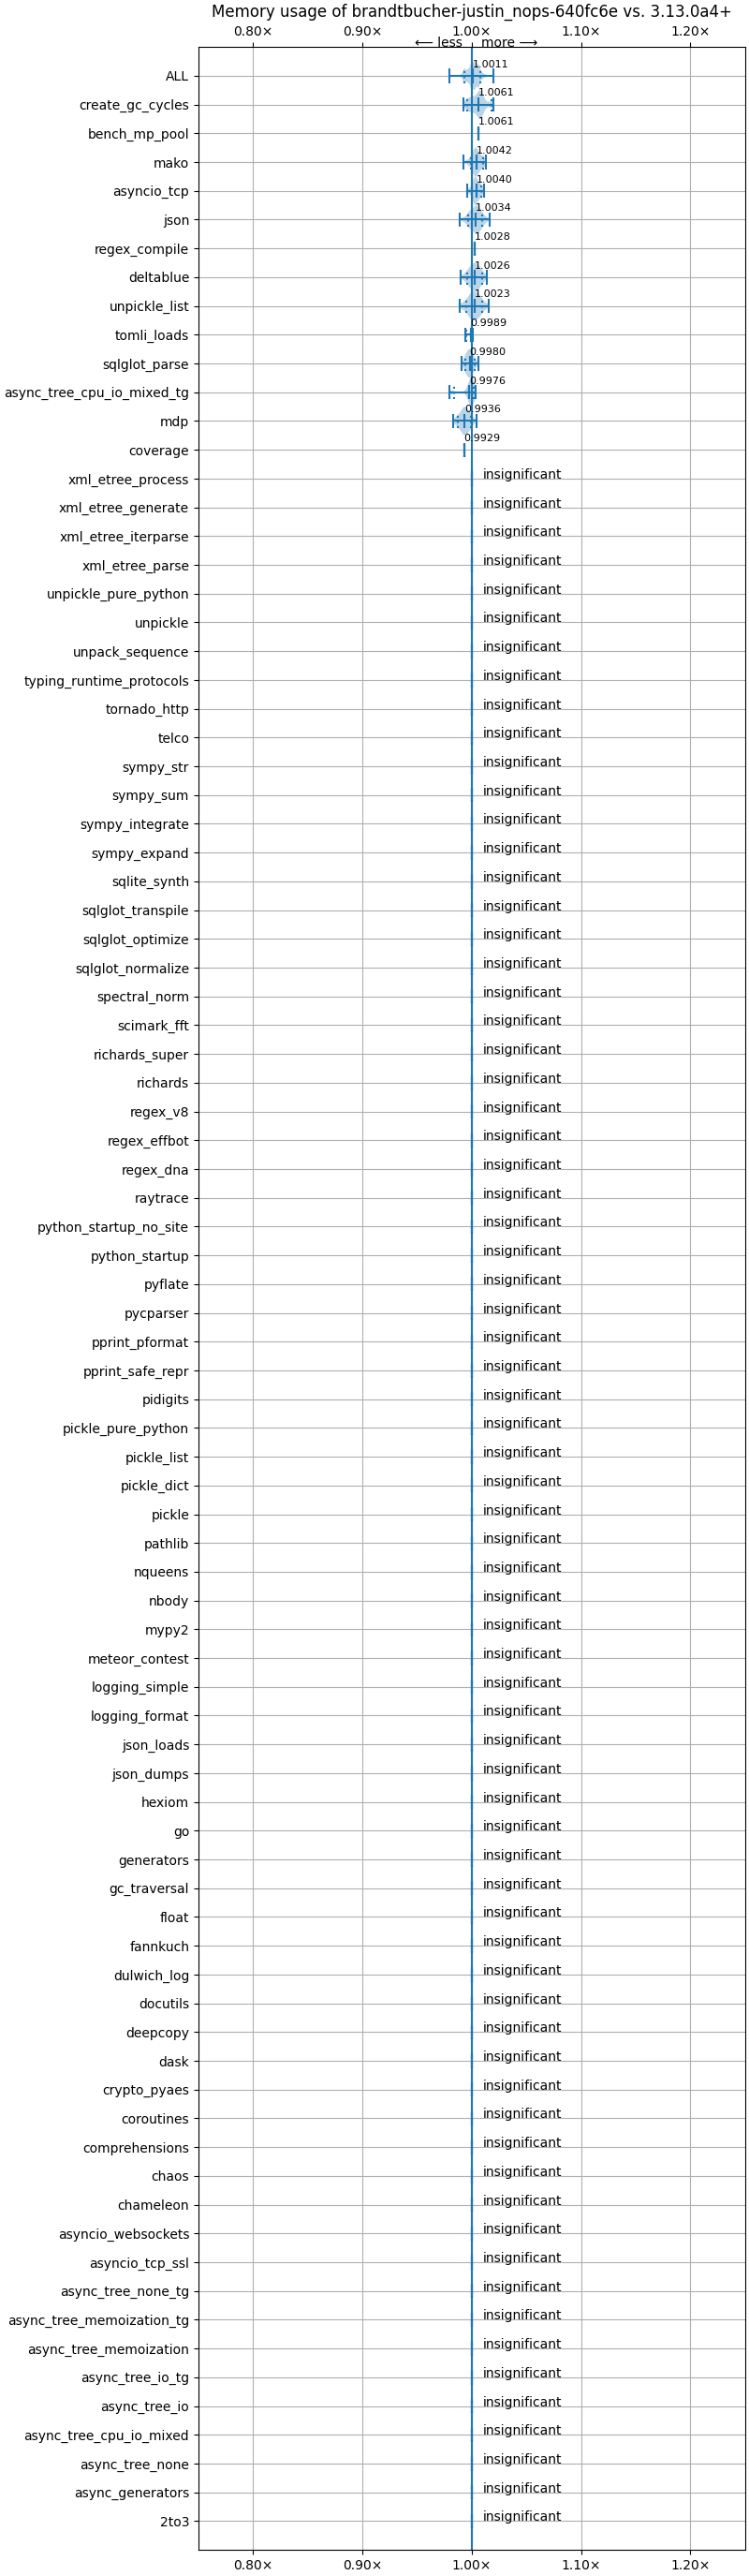 Memory usage of brandtbucher-justin_nops-640fc6e vs. 3.13.0a4+
0.80× 0.90× 1.00× 1.10× 1.20×
⟵ less more ⟶
ALL 1.0011
create_gc_cycles 1.0061
bench_mp_pool 1.0061
mako 1.0042
asyncio_tcp 1.0040
json 1.0034
regex_compile 1.0028
deltablue 1.0026
unpickle_list 1.0023
tomli_loads 0.9989
sqlglot_parse 0.9980
async_tree_cpu_io_mixed_tg 0.9976
mdp 0.9936
coverage 0.9929
xml_etree_process insignificant
xml_etree_generate insignificant
xml_etree_iterparse insignificant
xml_etree_parse insignificant
unpickle_pure_python insignificant
unpickle insignificant
unpack_sequence insignificant
typing_runtime_protocols insignificant
tornado_http insignificant
telco insignificant
sympy_str insignificant
sympy_sum insignificant
sympy_integrate insignificant
sympy_expand insignificant
sqlite_synth insignificant
sqlglot_transpile insignificant
sqlglot_optimize insignificant
sqlglot_normalize insignificant
spectral_norm insignificant
scimark_fft insignificant
richards_super insignificant
richards insignificant
regex_v8 insignificant
regex_effbot insignificant
regex_dna insignificant
raytrace insignificant
python_startup_no_site insignificant
python_startup insignificant
pyflate insignificant
pycparser insignificant
pprint_pformat insignificant
pprint_safe_repr insignificant
pidigits insignificant
pickle_pure_python insignificant
pickle_list insignificant
pickle_dict insignificant
pickle insignificant
pathlib insignificant
nqueens insignificant
nbody insignificant
mypy2 insignificant
meteor_contest insignificant
logging_simple insignificant
logging_format insignificant
json_loads insignificant
json_dumps insignificant
hexiom insignificant
go insignificant
generators insignificant
gc_traversal insignificant
float insignificant
fannkuch insignificant
dulwich_log insignificant
docutils insignificant
deepcopy insignificant
dask insignificant
crypto_pyaes insignificant
coroutines insignificant
comprehensions insignificant
chaos insignificant
chameleon insignificant
asyncio_websockets insignificant
asyncio_tcp_ssl insignificant
async_tree_none_tg insignificant
async_tree_memoization_tg insignificant
async_tree_memoization insignificant
async_tree_io_tg insignificant
async_tree_io insignificant
async_tree_cpu_io_mixed insignificant
async_tree_none insignificant
async_generators insignificant
2to3 insignificant
0.80× 0.90× 1.00× 1.10× 1.20×